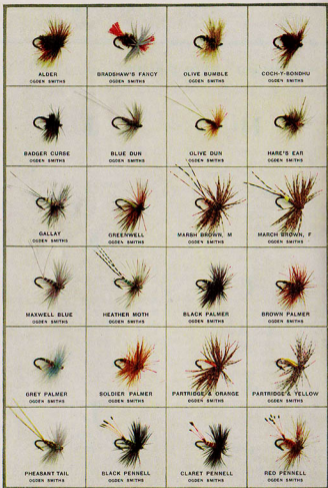 ALDER
OGDEN SMITHS
BRADSHAW'S FANCY
OGDEN SMITHS
OLIVE BUMBLE
OGDEN SMITHS
COCH-Y-BONDHU
OGDEN SMITHS
BADGER CURSE
OGDEN SMITHS
BLUE DUN
OGDEN SMITHS
OLIVE DUN
OGDEN SMITHS
HARE'S EAR
OGDEN SMITHS
GALLAT
OGDEN SMITHS
GREENWELL
OGDEN SMITHS
MARSH BROWN, M
OGDEN SMITHS
MARCH BROWN, F
OGDEN SMITHS
MAXWELL BLUE
OGDEN SMITHS
HEATHER MOTH
OGDEN SMITHS
BLACK PALMER
OGDEN SMITHS
BROWN PALMER
OGDEN SMITHS
GREY PALMER
OGDEN SMITHS
SOLDIER PALMER
OGDEN SMITHS
PARTRIDGE & ORANGE
OGDEN SMITHS
PARTRIDGE & YELLOW
OGDEN SMITHS
PHEASANT TAIL
OGDEN SMITHS
BLACK PENNELL
OGDEN SMITHS
CLARET PENNELL
OGDEN SMITHS
RED PENNELL
OGDEN SMITHS